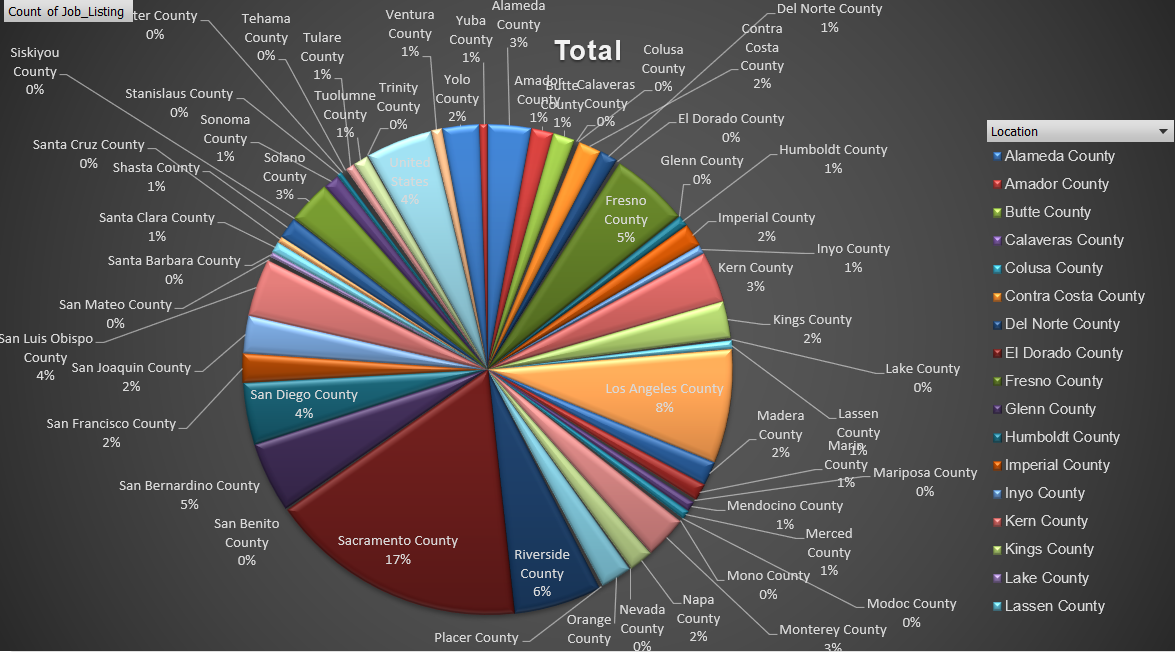 Count of Job_Listing
Total
ter County
0%
Tehama
County
0%
Tulare
County
1%
Ventura
County
1%
Yuba
County
1%
Alameda
County
3%
Del Norte County
1%
Contra
Costa
County
2%
Colusa
County
0%
Siskiyou
County
0%
Stanislaus County
0%
Tuolumne
County
1%
Trinity
County
0%
Yolo
County
2%
Amador
County
1%
Butte
County
1%
Calaveras
County
0%
El Dorado County
0%
Sonoma
County
1%
Santa Cruz County
0%
Shasta County
1%
Solano
County
3%
United
States
4%
Glenn County
0%
Humboldt County
1%
Fresno
County
5%
Imperial County
2%
Inyo County
1%
Santa Clara County
1%
Santa Barbara County
0%
Kern County
3%
San Mateo County
0%
Kings County
2%
San Luis Obispo
County
4%
San Joaquin County
2%
Lake County
0%
Los Angeles County
8%
San Diego County
4%
San Francisco County
2%
Madera
County
2%
Lassen
County
1%
Marin
County
1%
Mariposa County
0%
San Bernardino County
5%
Mendocino County
1%
San Benito
County
0%
Merced
County
1%
Sacramento County
17%
Riverside
County
6%
Mono County
0%
Modoc County
0%
Monterey County
3%
Napa
County
2%
Nevada
County
0%
Orange
County
Placer County
Location
Alameda County
Amador County
Butte County
Calaveras County
Colusa County
Contra Costa County
Del Norte County
El Dorado County
Fresno County
Glenn County
Humboldt County
Imperial County
Inyo County
Kern County
Kings County
Lake County
Lassen County